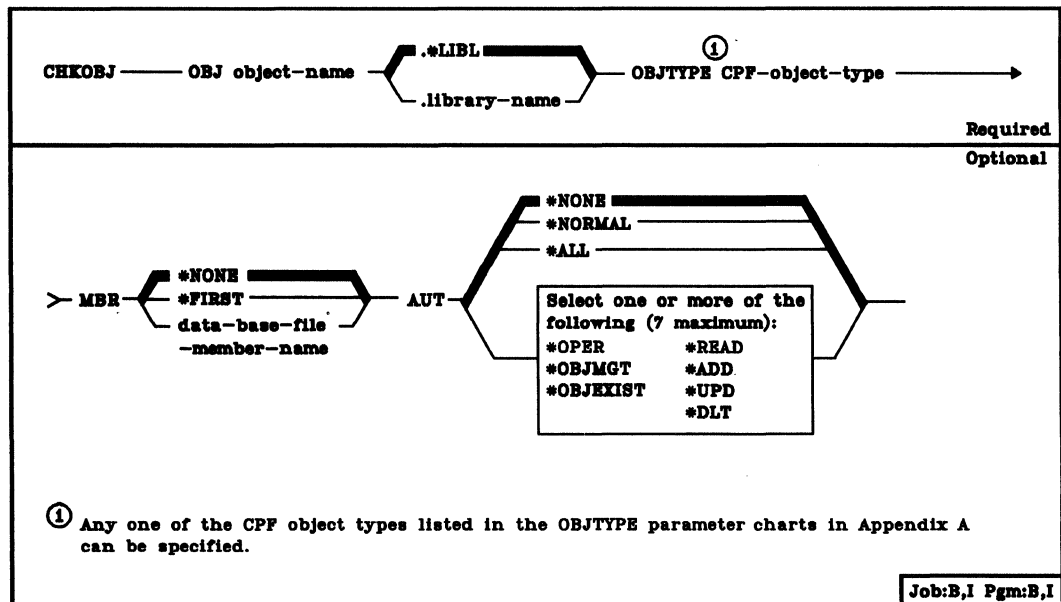 ①
.*LIBL
CHKOBJ OBJ object-name OBJTYPE CPF-object-type
.library-name
Required
Optional
*NONE
*NORMAL
*ALL
*NONE
>- MBR *FIRST AUT
data-base-file
-member-name
Select one or more of the
following (7 maximum):
*OPER *READ
*OBJMGT *ADD
*OBJEXIST *UPD
*DLT
① Any one of the CPF object types listed in the OBJTYPE parameter charts in Appendix A
can be specified.
Job:B,I Pgm:B,I